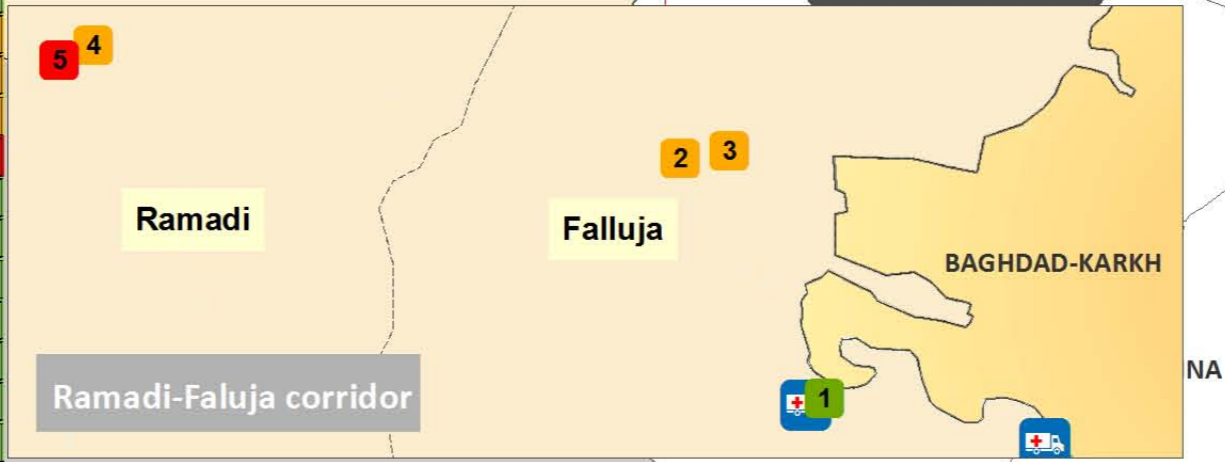 5
4
2
3
Ramadi
Falluja
BAGHDAD-KARKH
NA
Ramadi-Faluja corridor
1